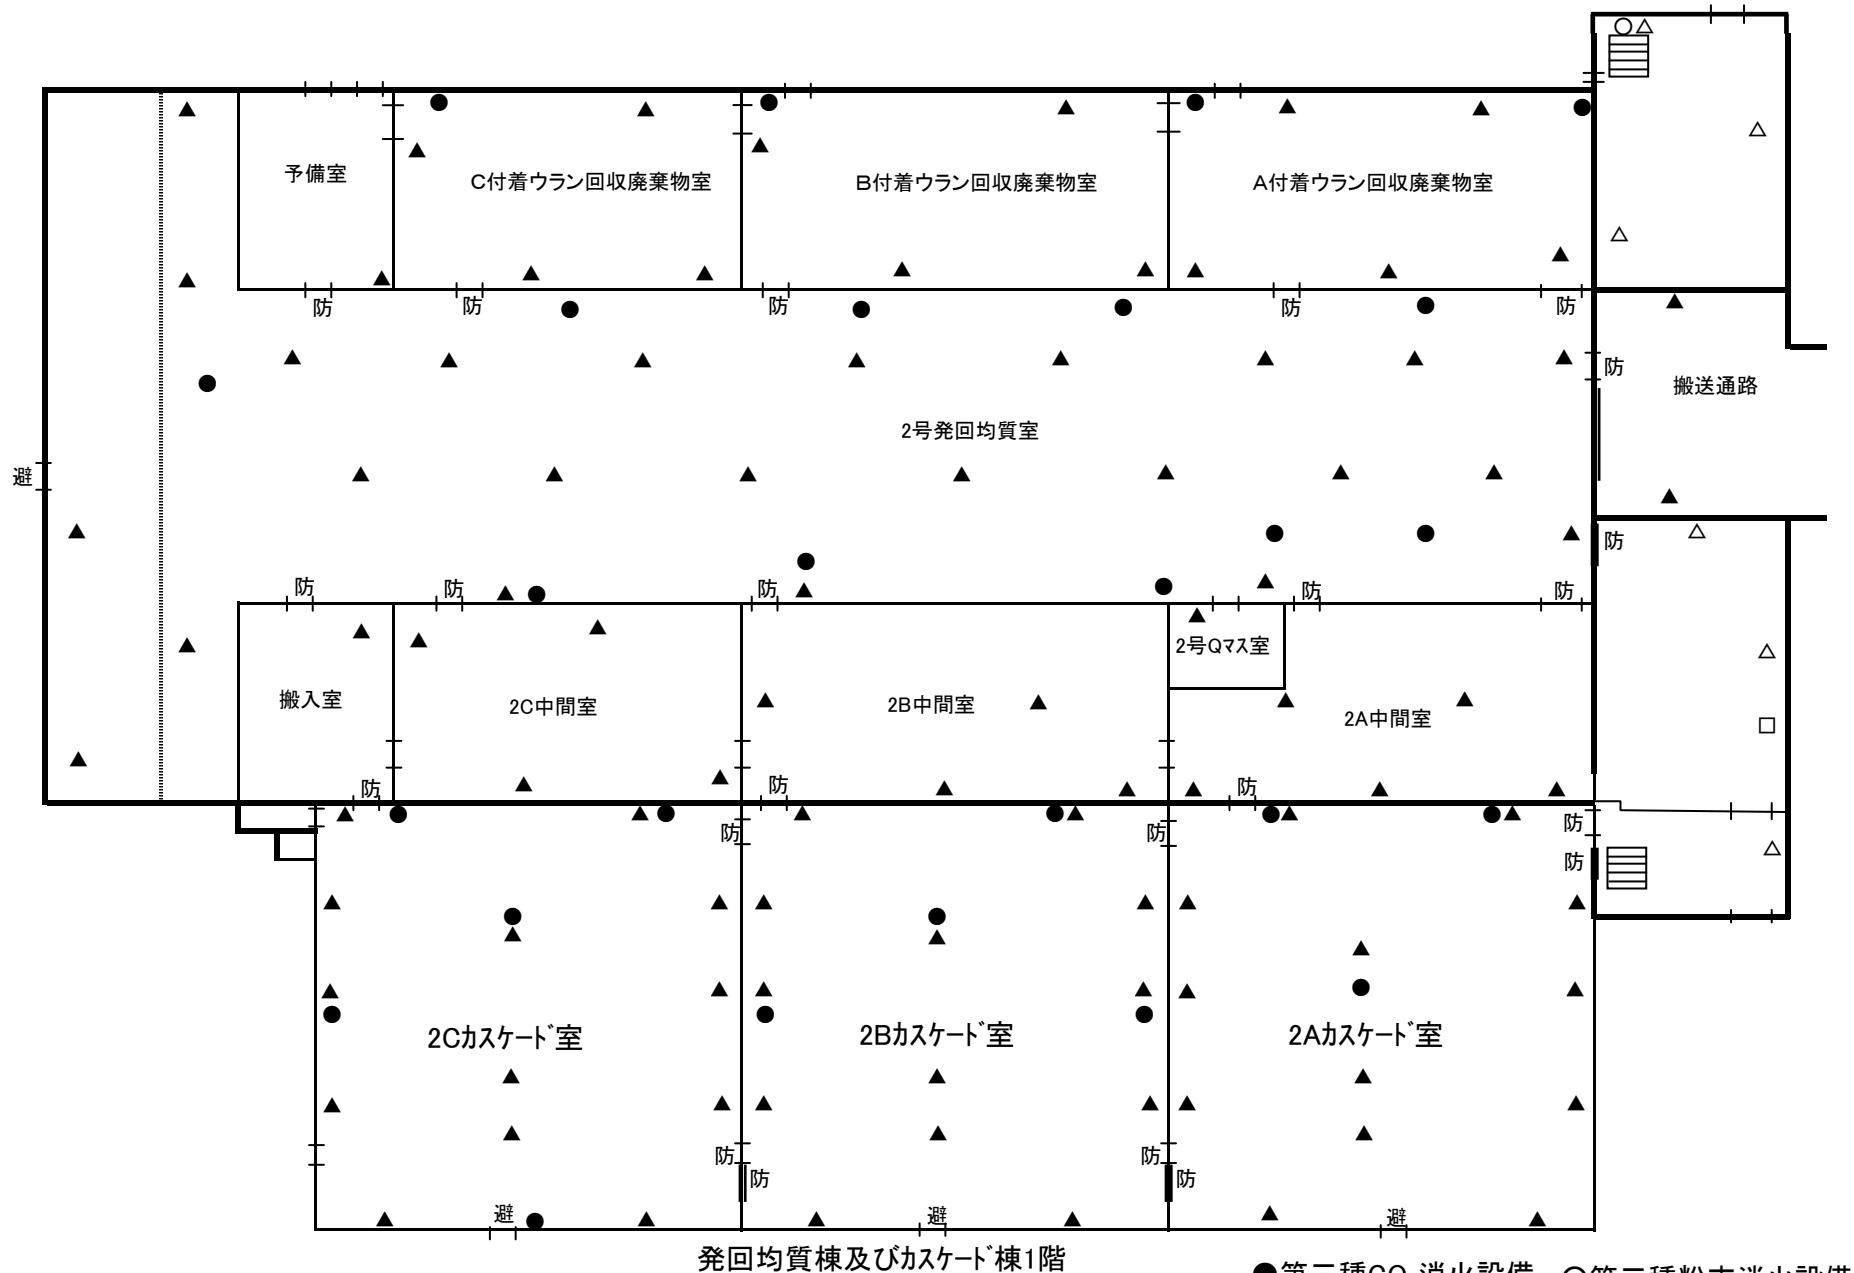 予備室
C付着ウラン回収廃棄物室
B付着ウラン回収廃棄物室
A付着ウラン回収廃棄物室
防
防
防
防
防
防
搬送通路
2号発回均質室
避
防
防
防
防
防
防
2号Qマス室
搬入室
2C中間室
2B中間室
2A中間室
防
防
防
防
防
防
防
2Cカスケード室
2Bカスケード室
2Aカスケード室
防
防
防
防
避
避
避
発回均質棟及びカスケード棟1階